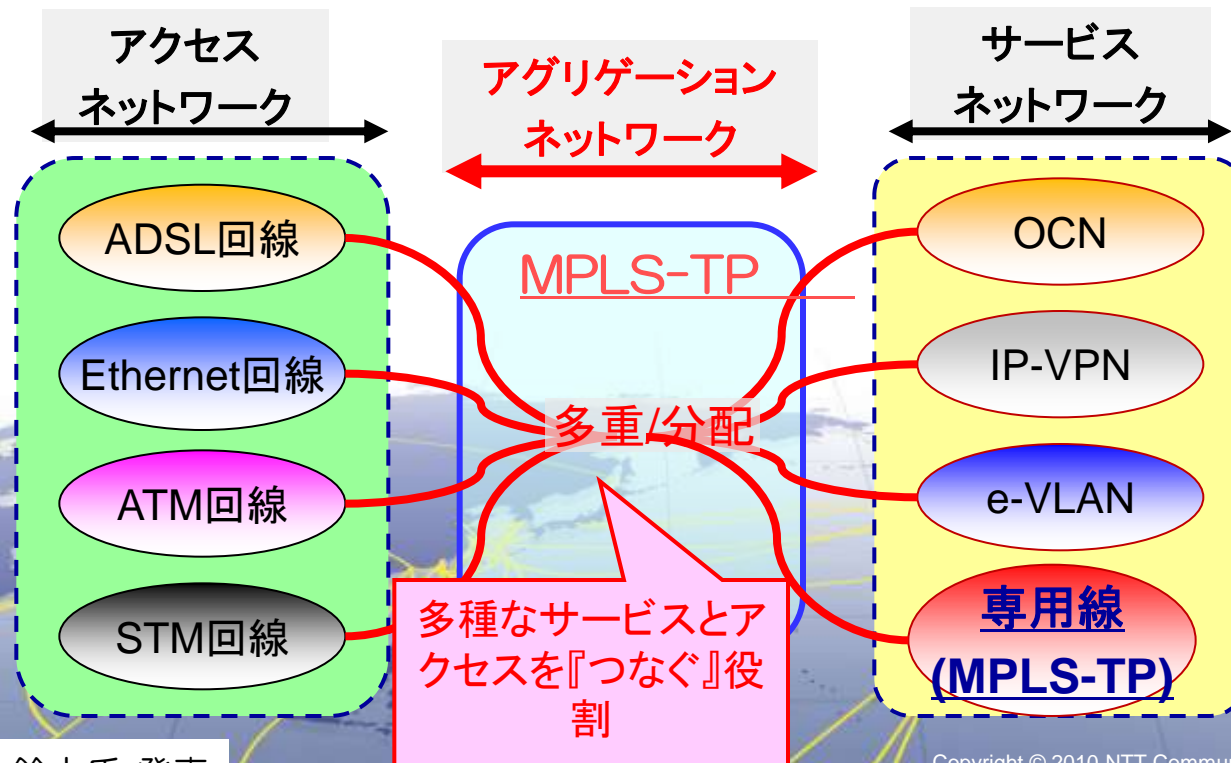 アクセス
ネットワーク
アグリゲーション
ネットワーク
サービス
ネットワーク
ADSL回線
Ethernet回線
ATM回線
STM回線
MPLS-TP
多重/分配
多種なサービスとア
クセスを『つなぐ』役
割
OCN
IP-VPN
e-VLAN
専用線
(MPLS-TP)
Copyright © 2010 NTT